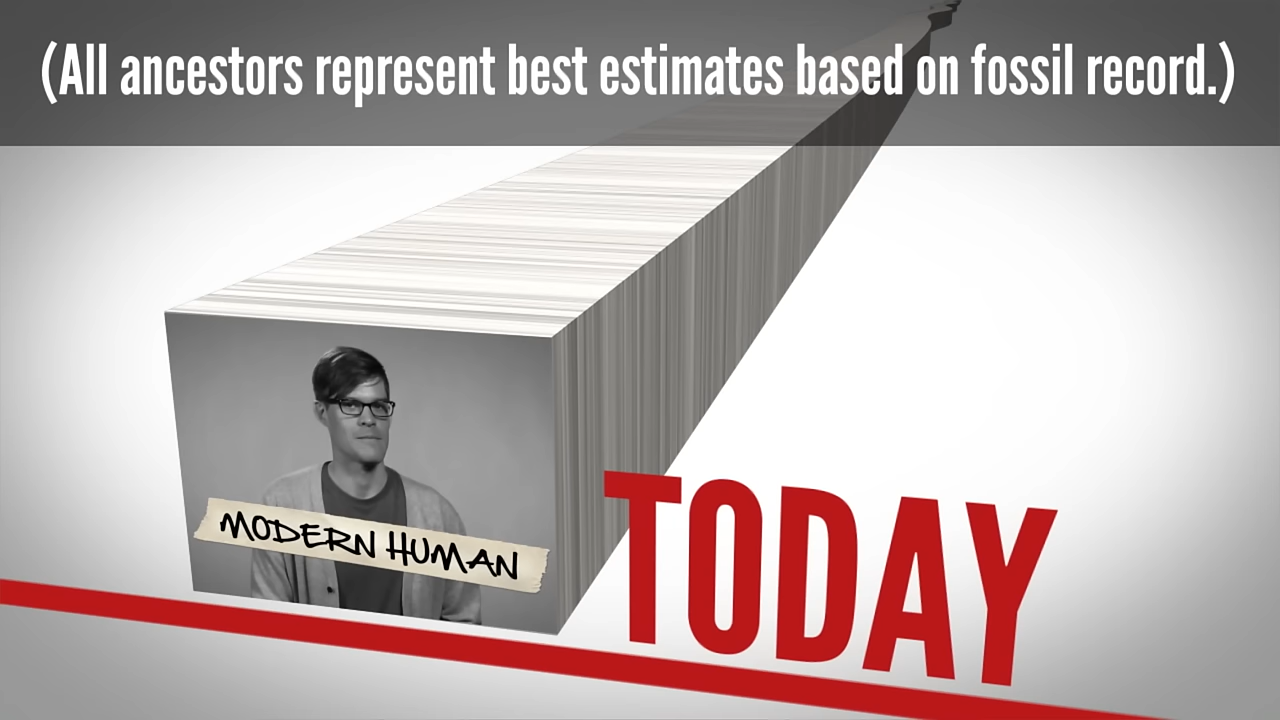 (All ancestors represent best estimates based on fossil record.)
MODERN HUMAN
TODAY